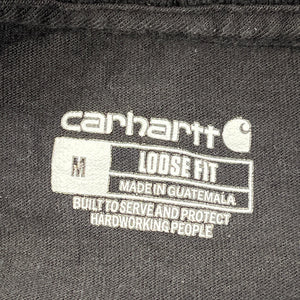 carhartt
M LOOSE FIT
MADE IN GUATEMALA
BUILT TO SERVE AND PROTECT
HARDWORKING PEOPLE